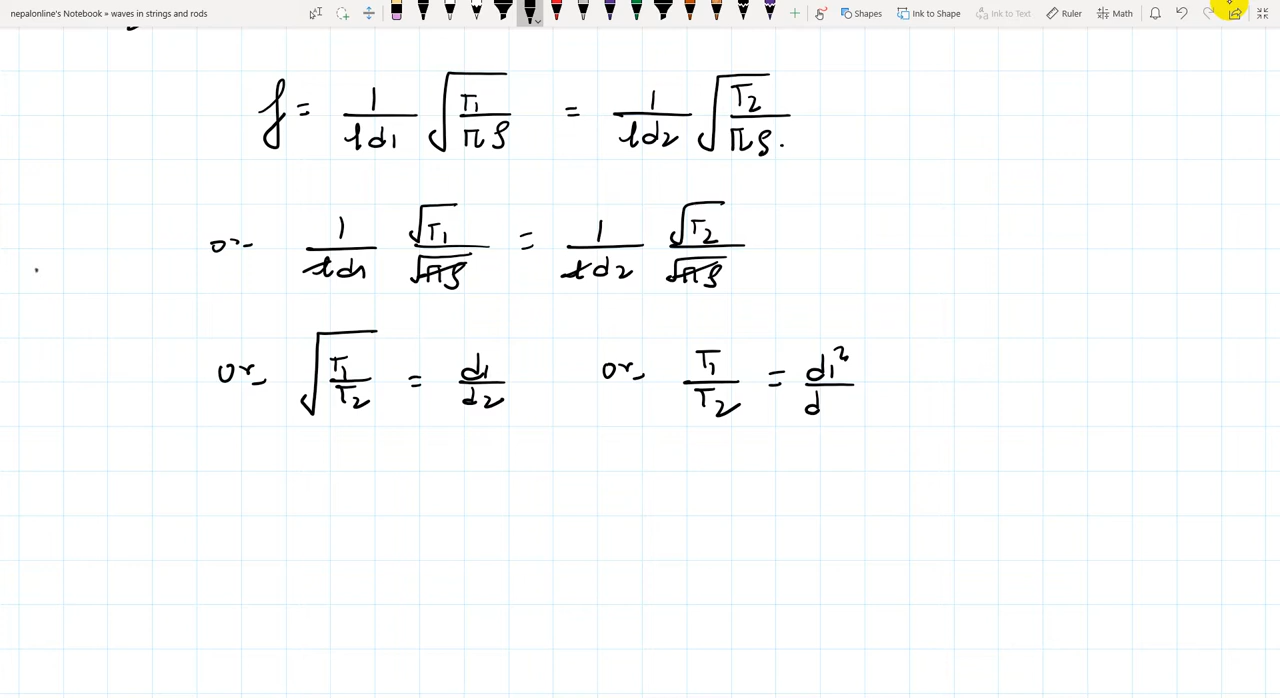 nepalonline's Notebook » waves in strings and rods
Shapes Ink to Shape Ink to Text Ruler Math
f = 1/(ld1) √(T1/(πρ)) = 1/(ld2) √(T2/(πρ)).
or- 1/(ld1) √T1/√(πρ) = 1/(ld2) √T2/√(πρ)
or- √(T1/T2) = d1/d2 or- T1/T2 = d1²/d